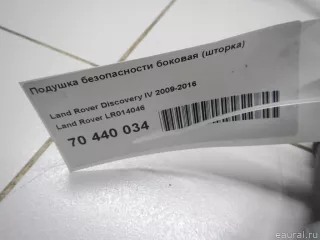 Подушка безопасности боковая (шторка)
Land Rover Discovery IV 2009-2016
Land Rover LR014046
70 440 034
© eaural.ru